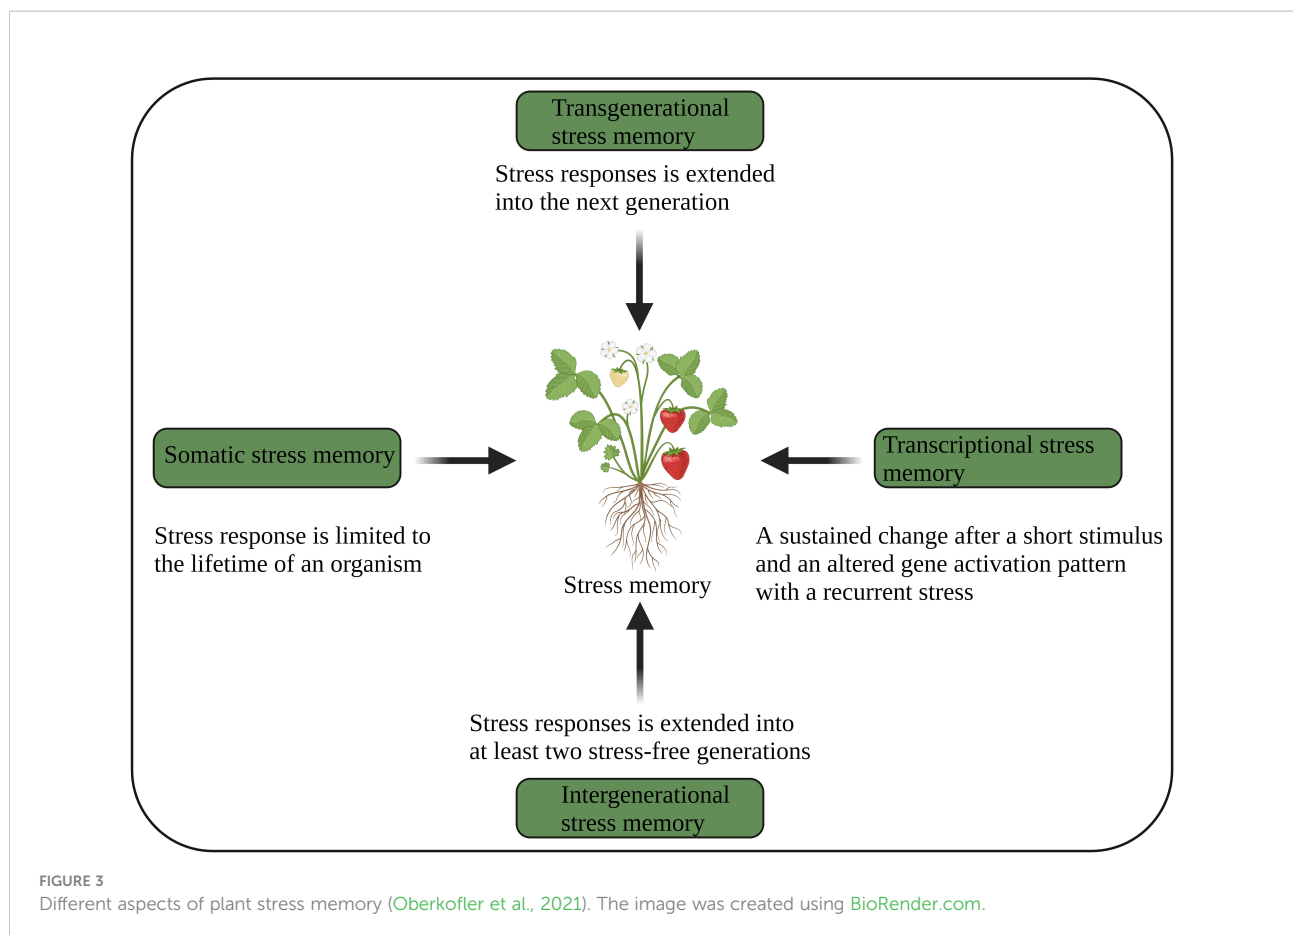 Transgenerational
stress memory
Stress responses is extended
into the next generation
Somatic stress memory
Transcriptional stress
memory
Stress response is limited to
the lifetime of an organism
A sustained change after a short stimulus
and an altered gene activation pattern
with a recurrent stress
Stress memory
Stress responses is extended into
at least two stress-free generations
Intergenerational
stress memory
FIGURE 3
Different aspects of plant stress memory (Oberkofler et al., 2021). The image was created using BioRender.com.